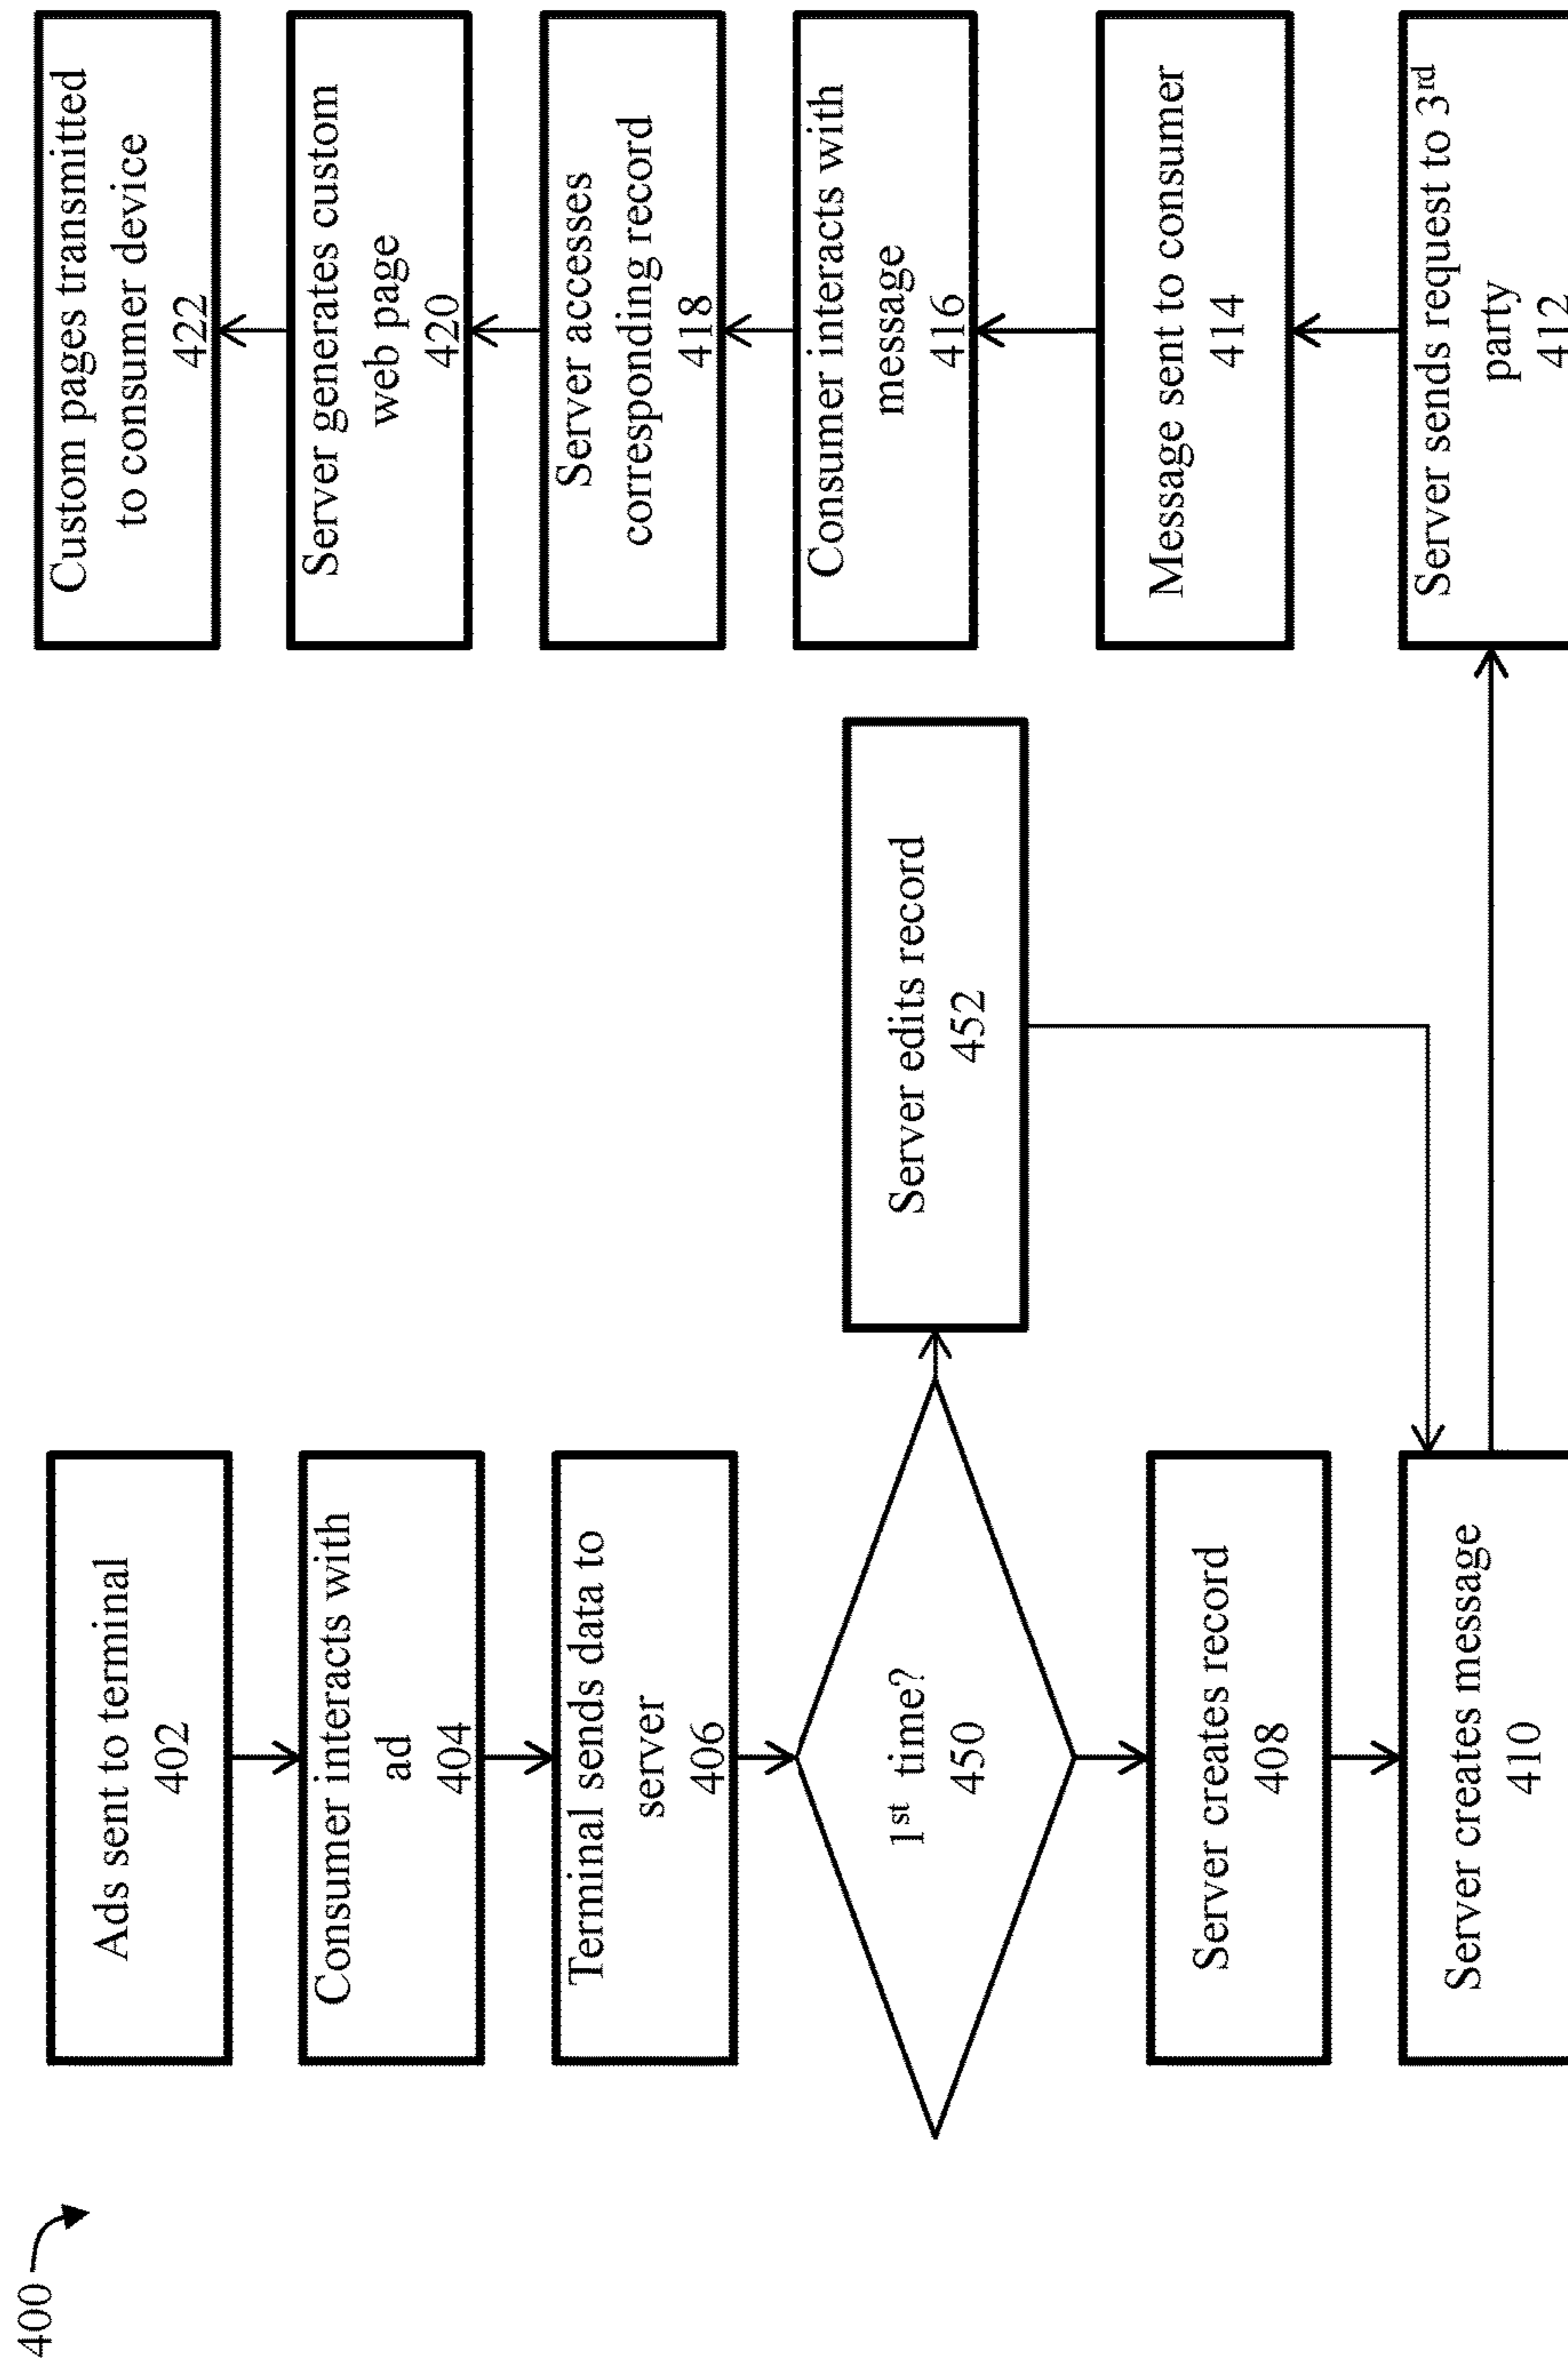 400
Ads sent to terminal
402
Consumer interacts with
ad
404
Terminal sends data to
server
406
1st time?
450
Server edits record
452
Server creates record
408
Server creates message
410
Server sends request to 3rd
party
412
Message sent to consumer
414
Consumer interacts with
message
416
Server accesses
corresponding record
418
Server generates custom
web page
420
Custom pages transmitted
to consumer device
422